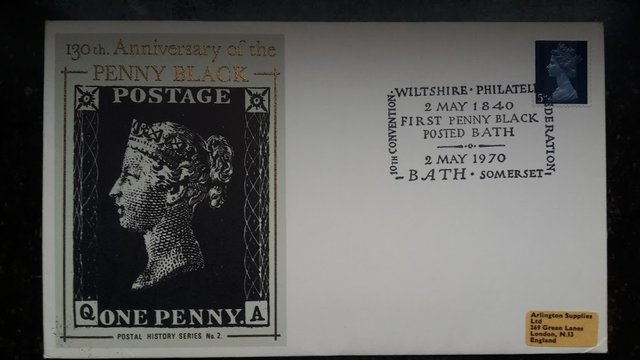 130th. Anniversary of the
PENNY BLACK
POSTAGE
Q ONE PENNY. A
POSTAL HISTORY SERIES No. 2.
10TH CONVENTION · WILTSHIRE · PHILATELI FEDERATION
2 MAY 1840
FIRST PENNY BLACK
POSTED BATH
2 MAY 1970
BATH · SOMERSET
5D
Arlington Supplies
Ltd
269 Green Lanes
London, N.13
England